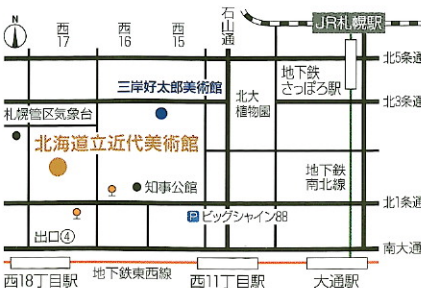 N
西17
西16
西15
石山通
JR札幌駅
北5条通
地下鉄
さっぽろ駅
三岸好太郎美術館
北大
植物園
北3条通
札幌管区気象台
北海道立近代美術館
地下鉄
南北線
知事公館
北1条通
P ビッグシャイン88
出口④
南大通
地下鉄東西線
西18丁目駅
西11丁目駅
大通駅